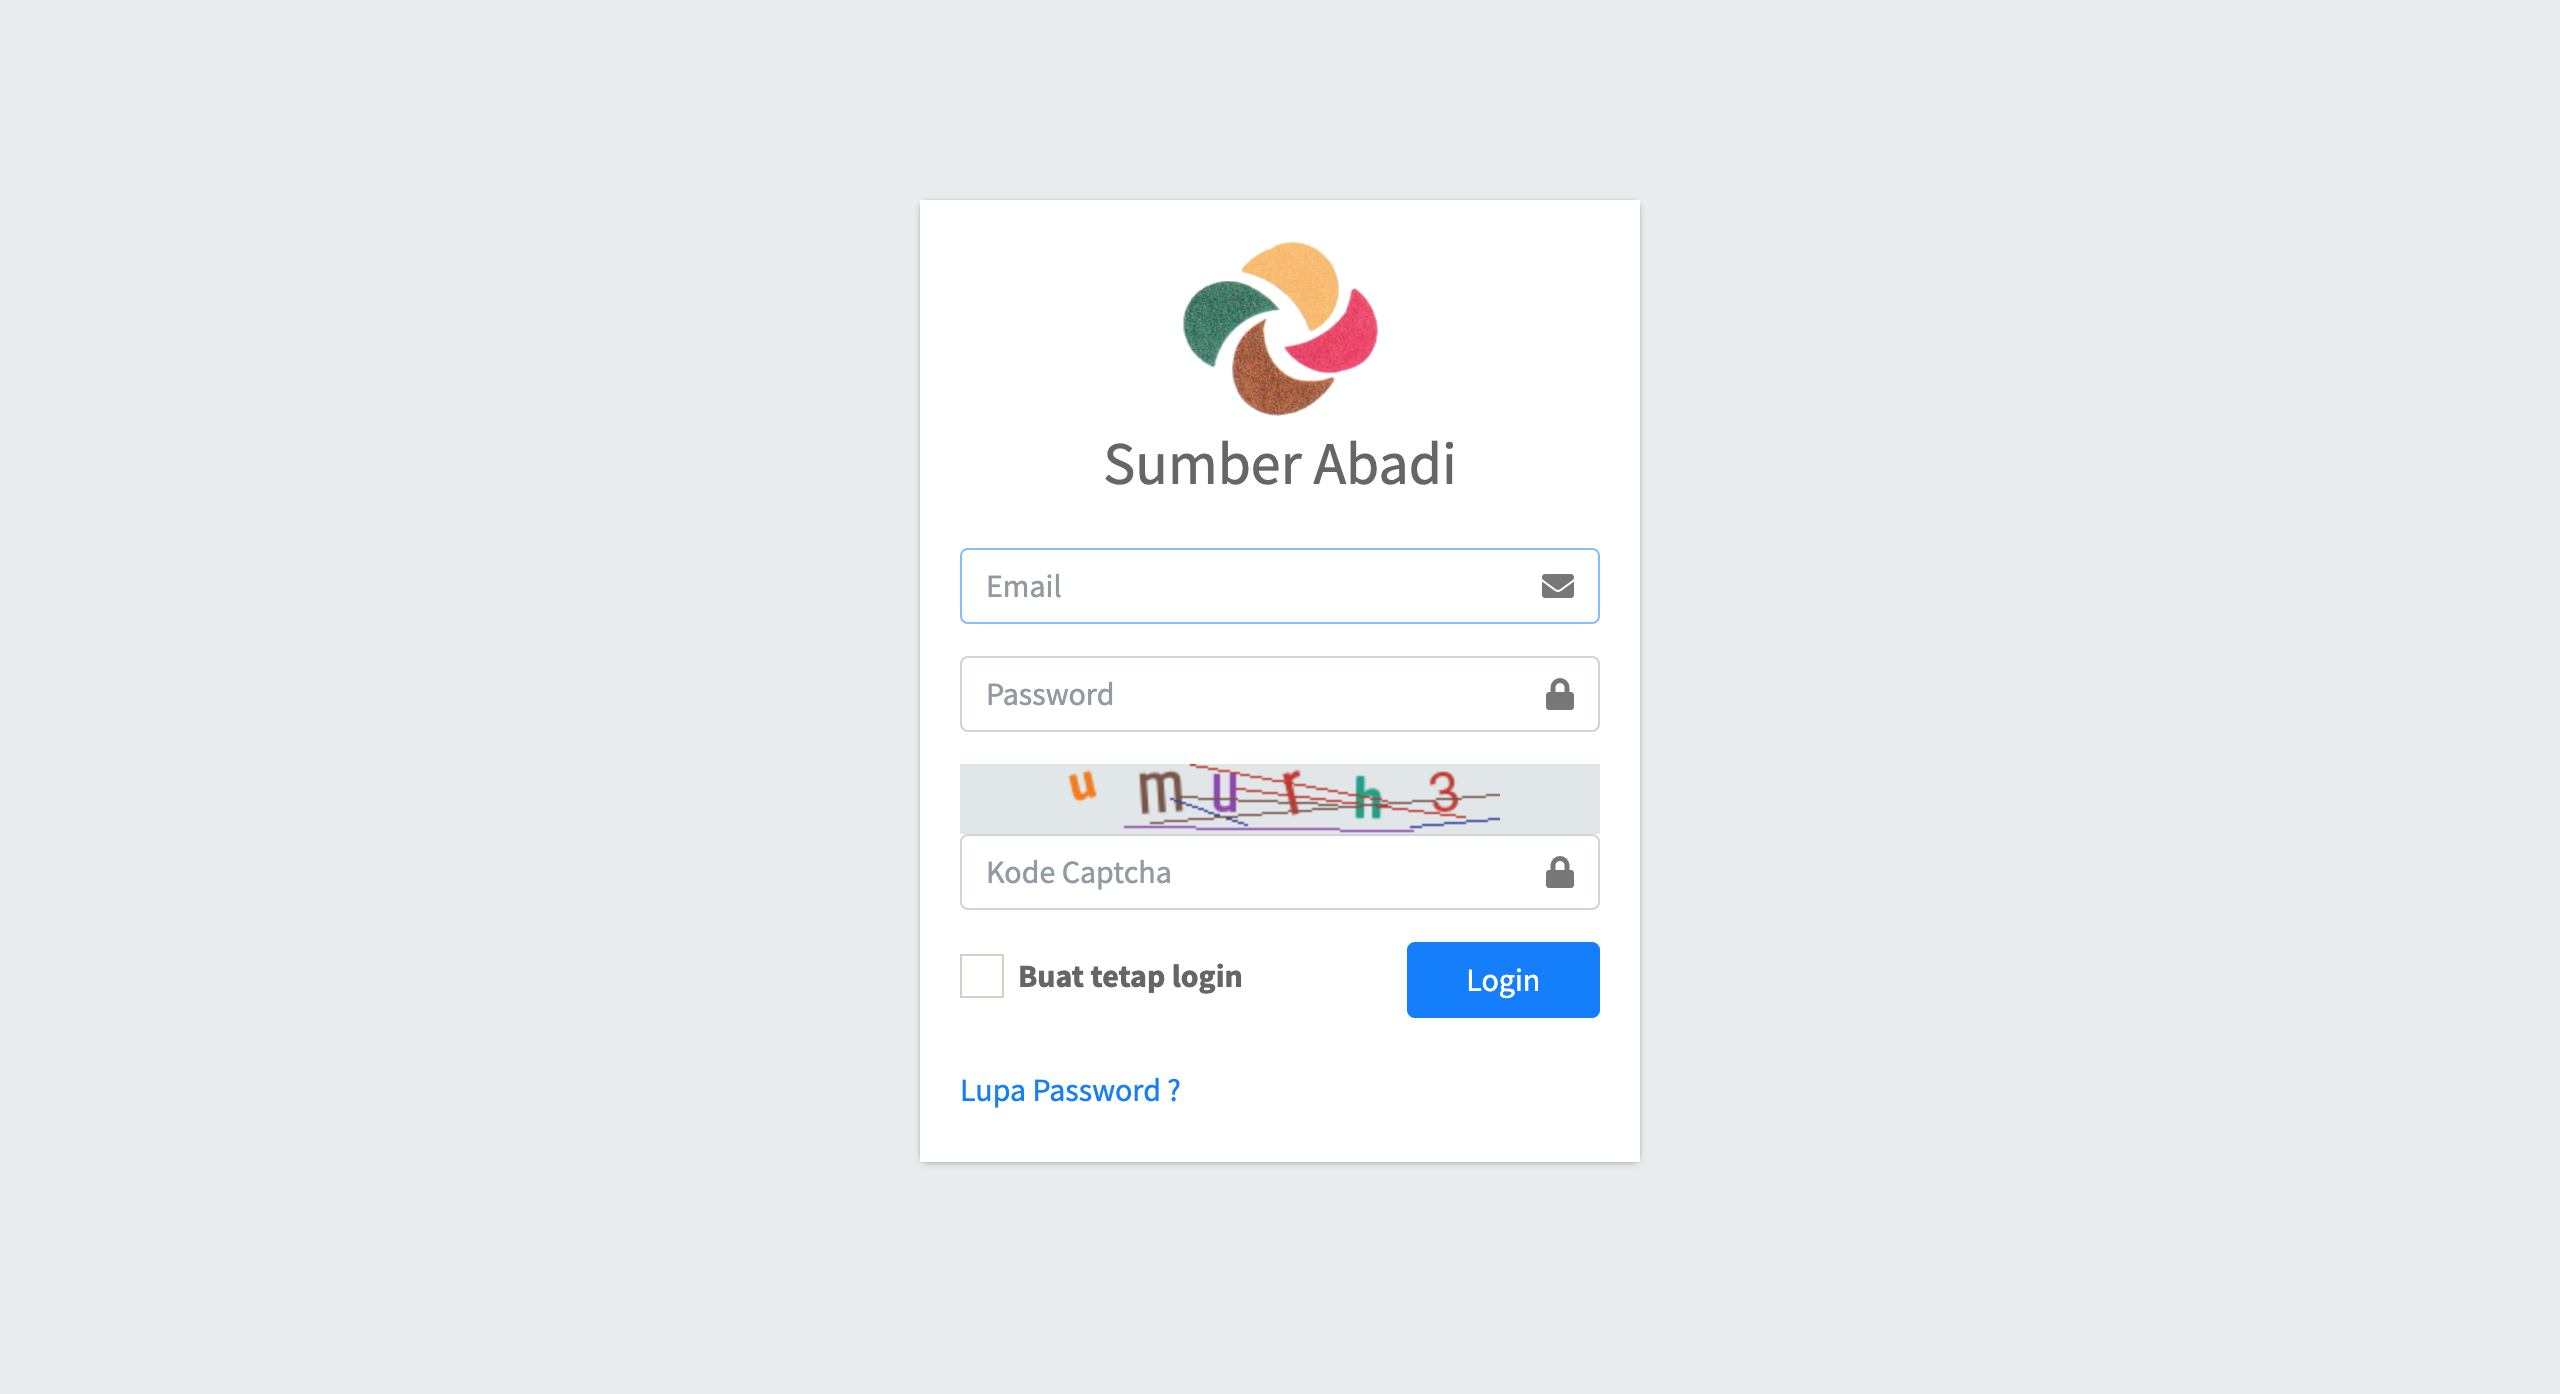 Sumber Abadi
Email
Password
u m u r h 3
Kode Captcha
Buat tetap login
Login
Lupa Password ?